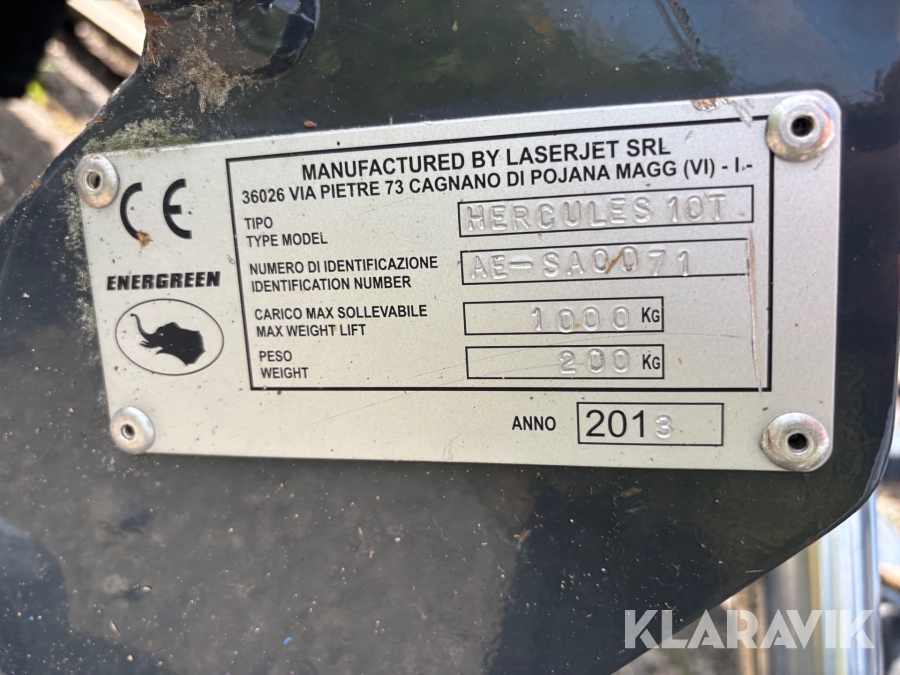 MANUFACTURED BY LASERJET SRL
36026 VIA PIETRE 73 CAGNANO DI POJANA MAGG (VI) - I.-
CE
ENERGREEN
TIPO
TYPE MODEL
HERCULES 10T
NUMERO DI IDENTIFICAZIONE
IDENTIFICATION NUMBER
AE-SA0071
CARICO MAX SOLLEVABILE
MAX WEIGHT LIFT
1000 KG
PESO
WEIGHT
200 KG
ANNO 2013
KLARAVIK